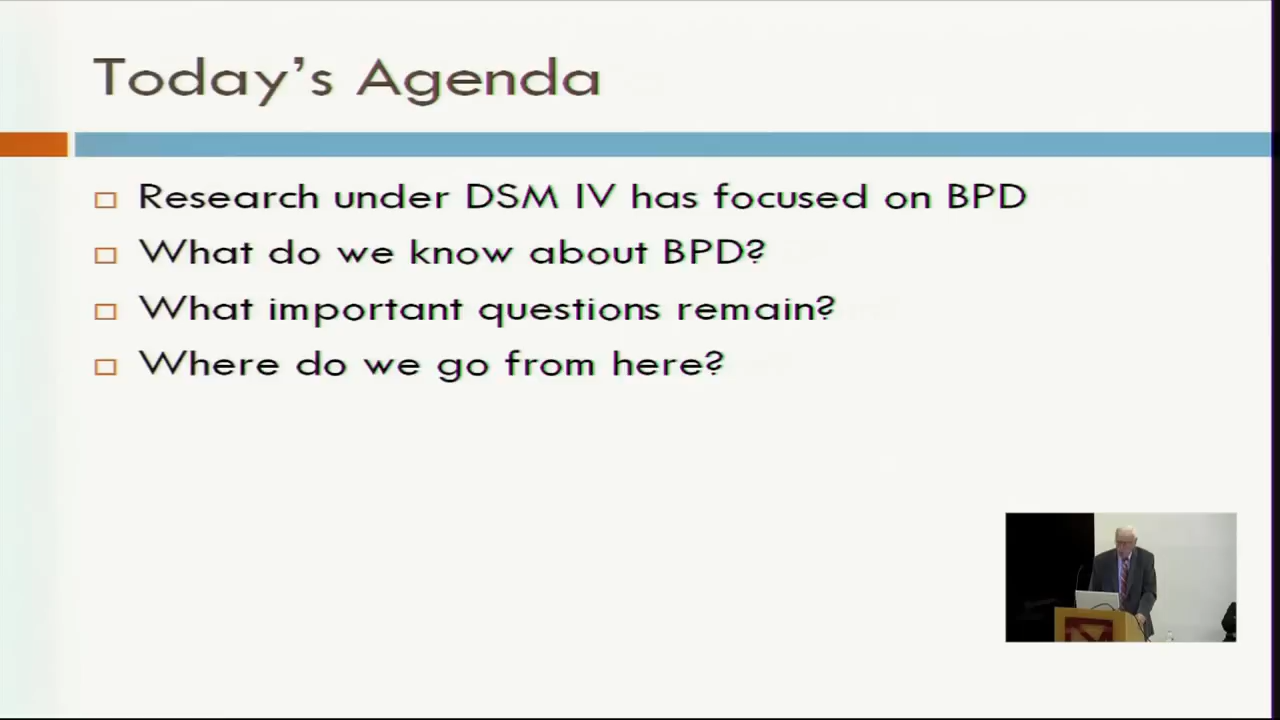 Today's Agenda
Research under DSM IV has focused on BPD
What do we know about BPD?
What important questions remain?
Where do we go from here?